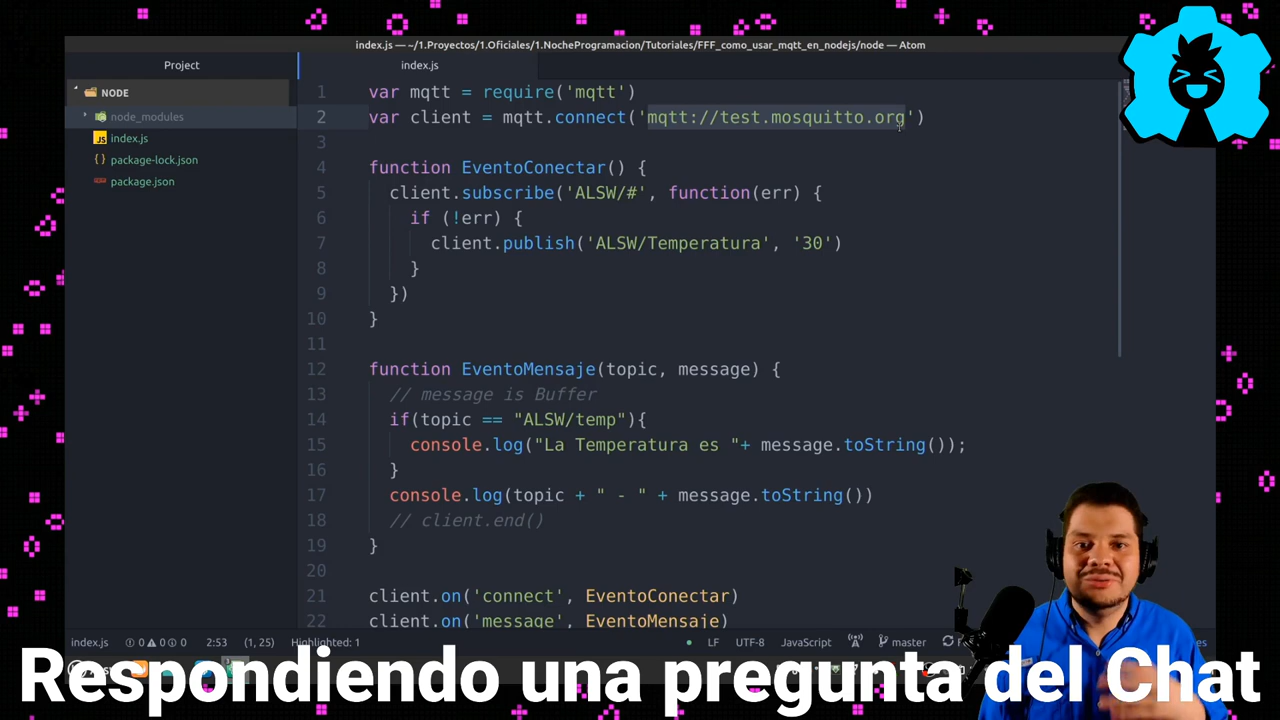 index.js — ~/1.Proyectos/1.Oficiales/1.NocheProgramacion/Tutoriales/FFF_como_usar_mqtt_en_nodejs/node — Atom
Project
index.js
NODE
node_modules
index.js
package-lock.json
package.json
1 var mqtt = require('mqtt')
2 var client = mqtt.connect('mqtt://test.mosquitto.org')
3
4 function EventoConectar() {
5 client.subscribe('ALSW/#', function(err) {
6 if (!err) {
7 client.publish('ALSW/Temperatura', '30')
8 }
9 })
10 }
11
12 function EventoMensaje(topic, message) {
13 // message is Buffer
14 if(topic == "ALSW/temp"){
15 console.log("La Temperatura es "+ message.toString());
16 }
17 console.log(topic + " - " + message.toString())
18 // client.end()
19 }
20
21 client.on('connect', EventoConectar)
22 client.on('message', EventoMensaje)
index.js 0 0 0 2:53 (1,25) Highlighted: 1 LF UTF-8 JavaScript master
Respondiendo una pregunta del Chat